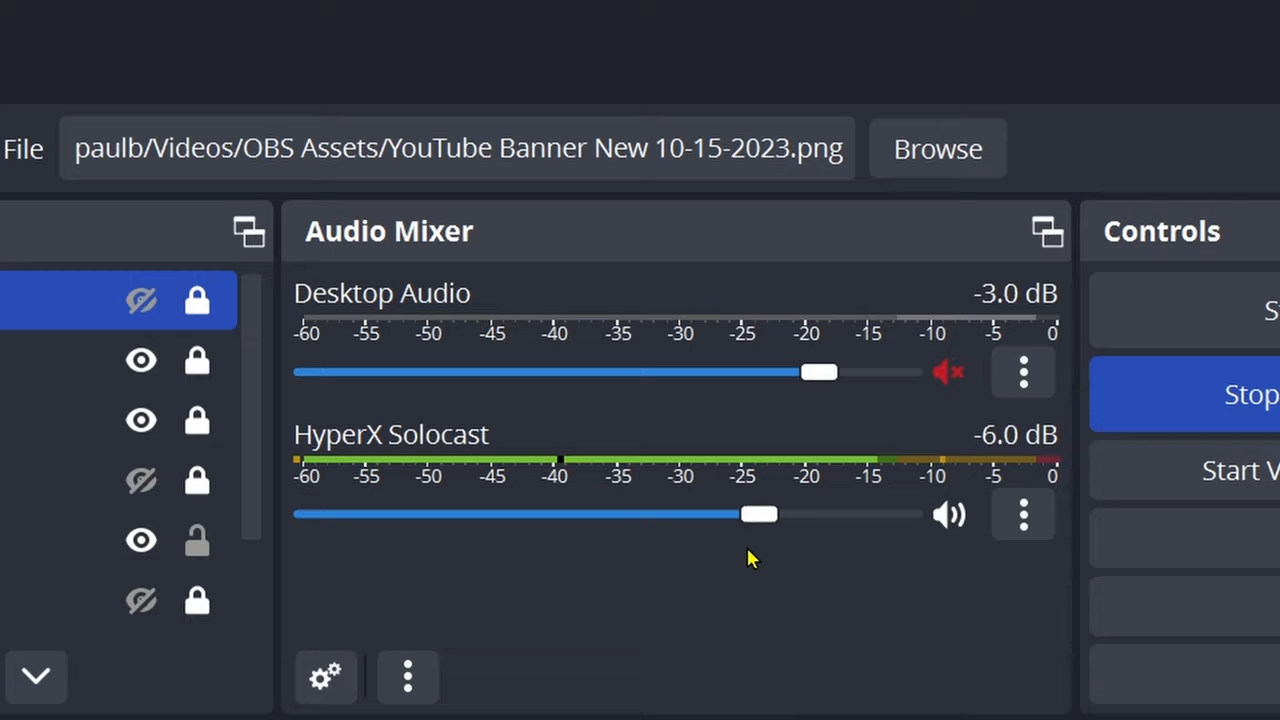 File paulb/Videos/OBS Assets/YouTube Banner New 10-15-2023.png Browse
Audio Mixer
Desktop Audio -3.0 dB
-60 -55 -50 -45 -40 -35 -30 -25 -20 -15 -10 -5 0
HyperX Solocast -6.0 dB
-60 -55 -50 -45 -40 -35 -30 -25 -20 -15 -10 -5 0
Controls
S
Stop
Start V